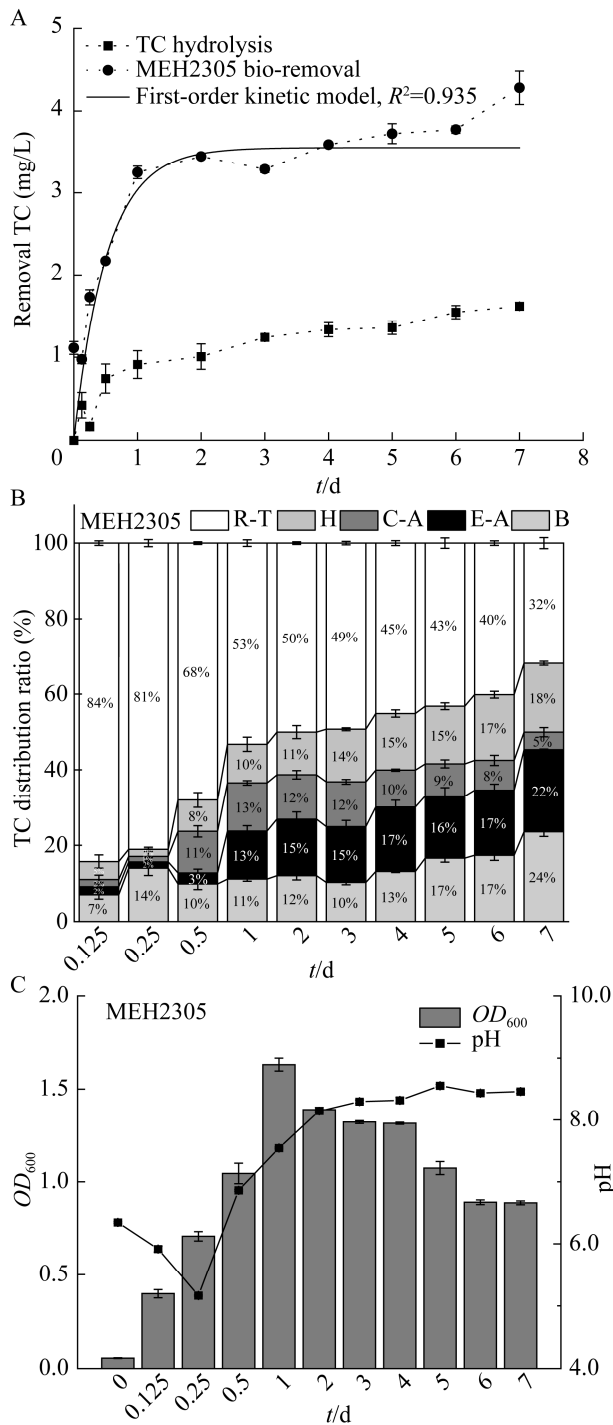 A
TC hydrolysis
MEH2305 bio-removal
First-order kinetic model, R²=0.935
Removal TC (mg/L)
5
4
3
2
1
0
0 1 2 3 4 5 6 7 8
t/d
B
MEH2305 R-T H C-A E-A B
TC distribution ratio (%)
100
80
60
40
20
0
84% 81% 68% 53% 50% 49% 45% 43% 40% 32%
8% 10% 11% 14% 15% 15% 17% 18%
11% 13% 12% 12% 10% 9% 8% 5%
3% 13% 15% 15% 17% 16% 17% 22%
7% 14% 10% 11% 12% 10% 13% 17% 17% 24%
0.125 0.25 0.5 1 2 3 4 5 6 7
t/d
C
MEH2305
OD600
pH
OD600
2.0
1.5
1.0
0.5
0.0
pH
10.0
8.0
6.0
4.0
0 0.125 0.25 0.5 1 2 3 4 5 6 7
t/d